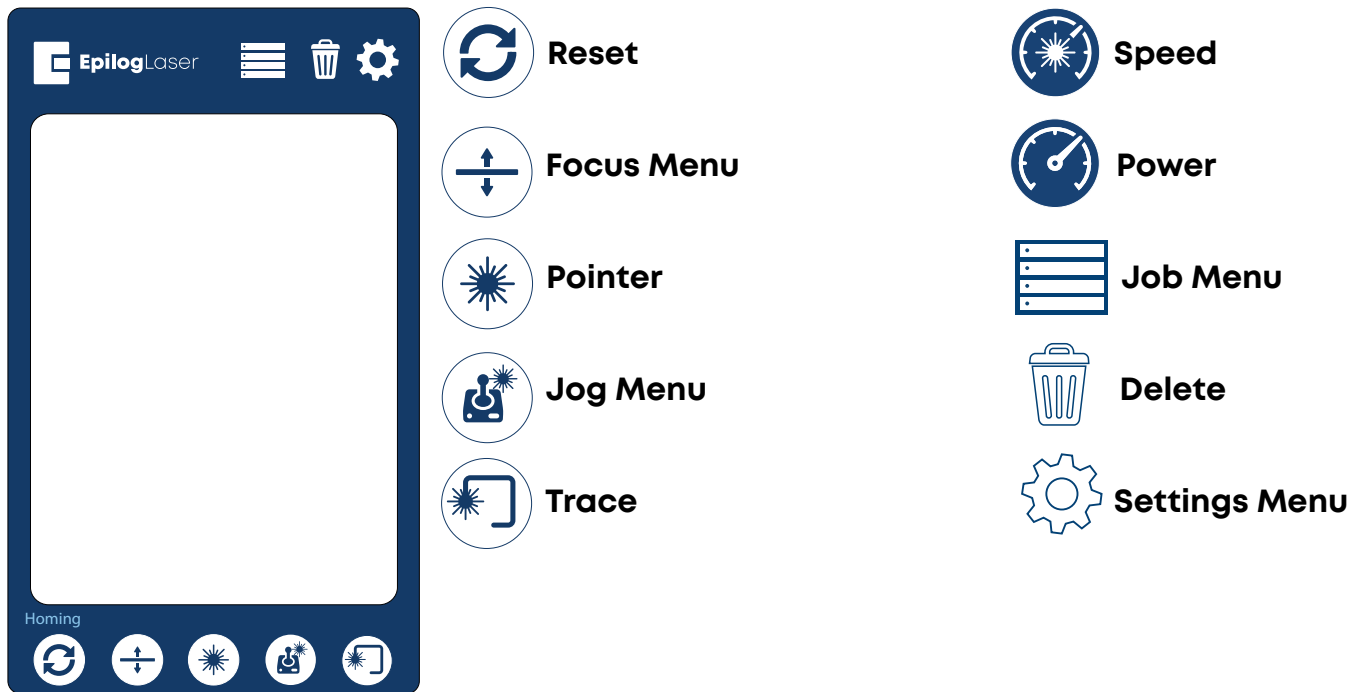 EpilogLaser
Homing
Reset
Focus Menu
Pointer
Jog Menu
Trace
Speed
Power
Job Menu
Delete
Settings Menu